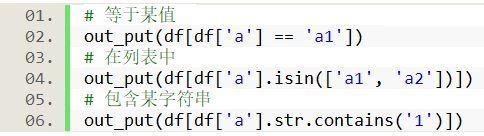 01. # 等于某值
02. out_put(df[df['a'] == 'a1'])
03. # 在列表中
04. out_put(df[df['a'].isin(['a1', 'a2'])])
05. # 包含某字符串
06. out_put(df[df['a'].str.contains('1')])